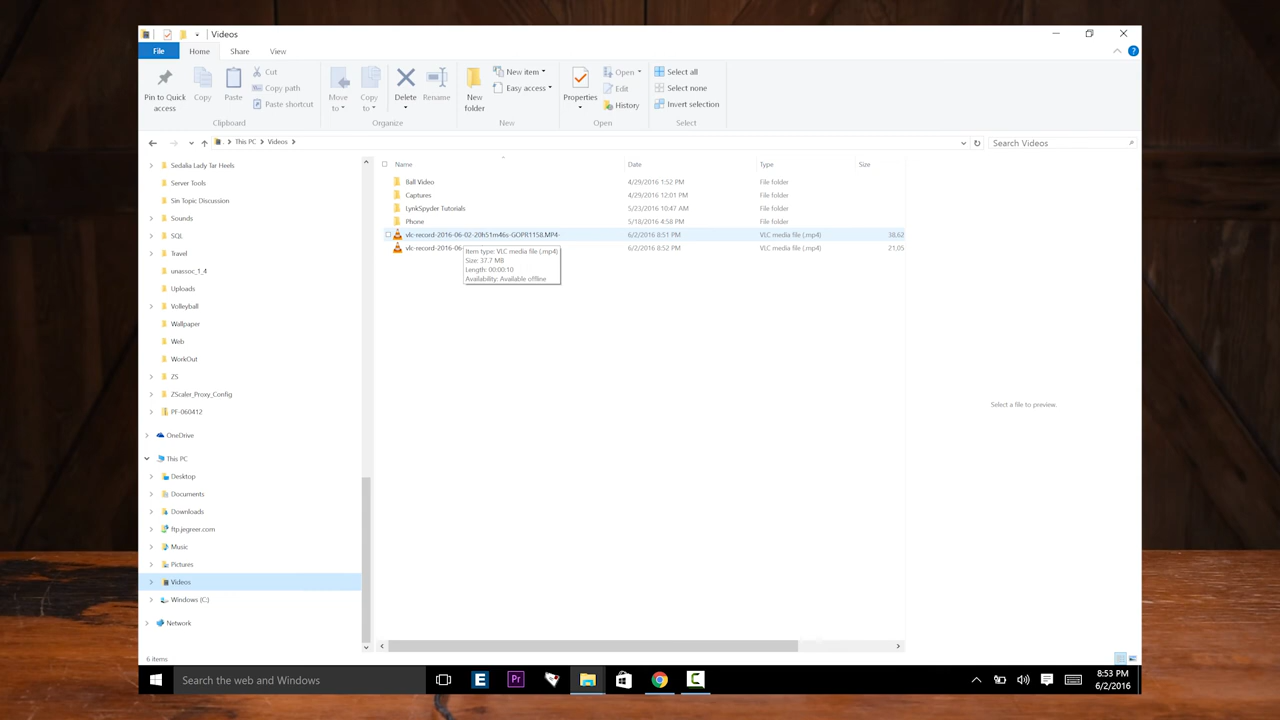 Videos
File Home Share View
Pin to Quick access
Copy
Paste
Cut
Copy path
Paste shortcut
Clipboard
Move to
Copy to
Delete
Rename
Organize
New folder
New item
Easy access
New
Properties
Open
Edit
History
Open
Select all
Select none
Invert selection
Select
This PC Videos
Search Videos
Sedalia Lady Tar Heels
Server Tools
Sin Topic Discussion
Sounds
SQL
Travel
unassoc_1_4
Uploads
Volleyball
Wallpaper
Web
WorkOut
ZS
ZScaler_Proxy_Config
PF-060412
OneDrive
This PC
Desktop
Documents
Downloads
ftp.jegreer.com
Music
Pictures
Videos
Windows (C:)
Network
Name Date Type Size
Ball Video 4/29/2016 1:52 PM File folder
Captures 4/29/2016 12:01 PM File folder
LynkSpyder Tutorials 5/23/2016 10:47 AM File folder
Phone 5/18/2016 4:58 PM File folder
vlc-record-2016-06-02-20h51m46s-GOPR1158.MP4- 6/2/2016 8:51 PM VLC media file (.mp4) 38,62
vlc-record-2016-06- 6/2/2016 8:52 PM VLC media file (.mp4) 21,05
Item type: VLC media file (.mp4)
Size: 37.7 MB
Length: 00:00:10
Availability: Available offline
Select a file to preview.
6 items
Search the web and Windows
E
Pr
C
8:53 PM
6/2/2016